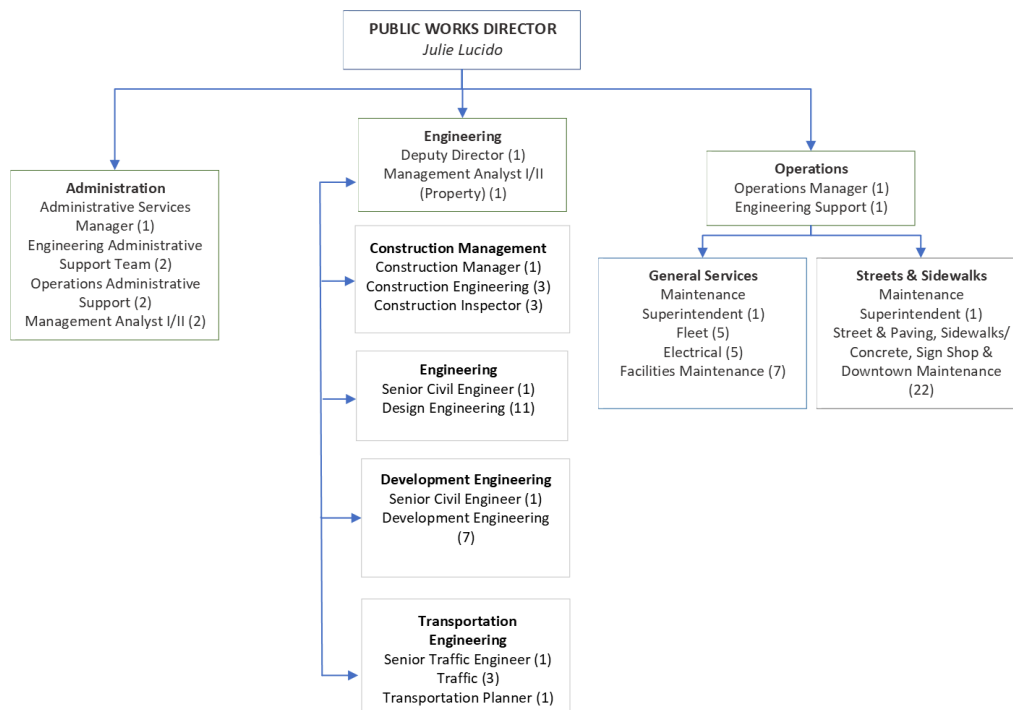 PUBLIC WORKS DIRECTOR
Julie Lucido
Administration
Administrative Services
Manager (1)
Engineering Administrative
Support Team (2)
Operations Administrative
Support (2)
Management Analyst I/II (2)
Engineering
Deputy Director (1)
Management Analyst I/II
(Property) (1)
Construction Management
Construction Manager (1)
Construction Engineering (3)
Construction Inspector (3)
Engineering
Senior Civil Engineer (1)
Design Engineering (11)
Development Engineering
Senior Civil Engineer (1)
Development Engineering
(7)
Transportation
Engineering
Senior Traffic Engineer (1)
Traffic (3)
Transportation Planner (1)
Operations
Operations Manager (1)
Engineering Support (1)
General Services
Maintenance
Superintendent (1)
Fleet (5)
Electrical (5)
Facilities Maintenance (7)
Streets & Sidewalks
Maintenance
Superintendent (1)
Street & Paving, Sidewalks/
Concrete, Sign Shop &
Downtown Maintenance
(22)